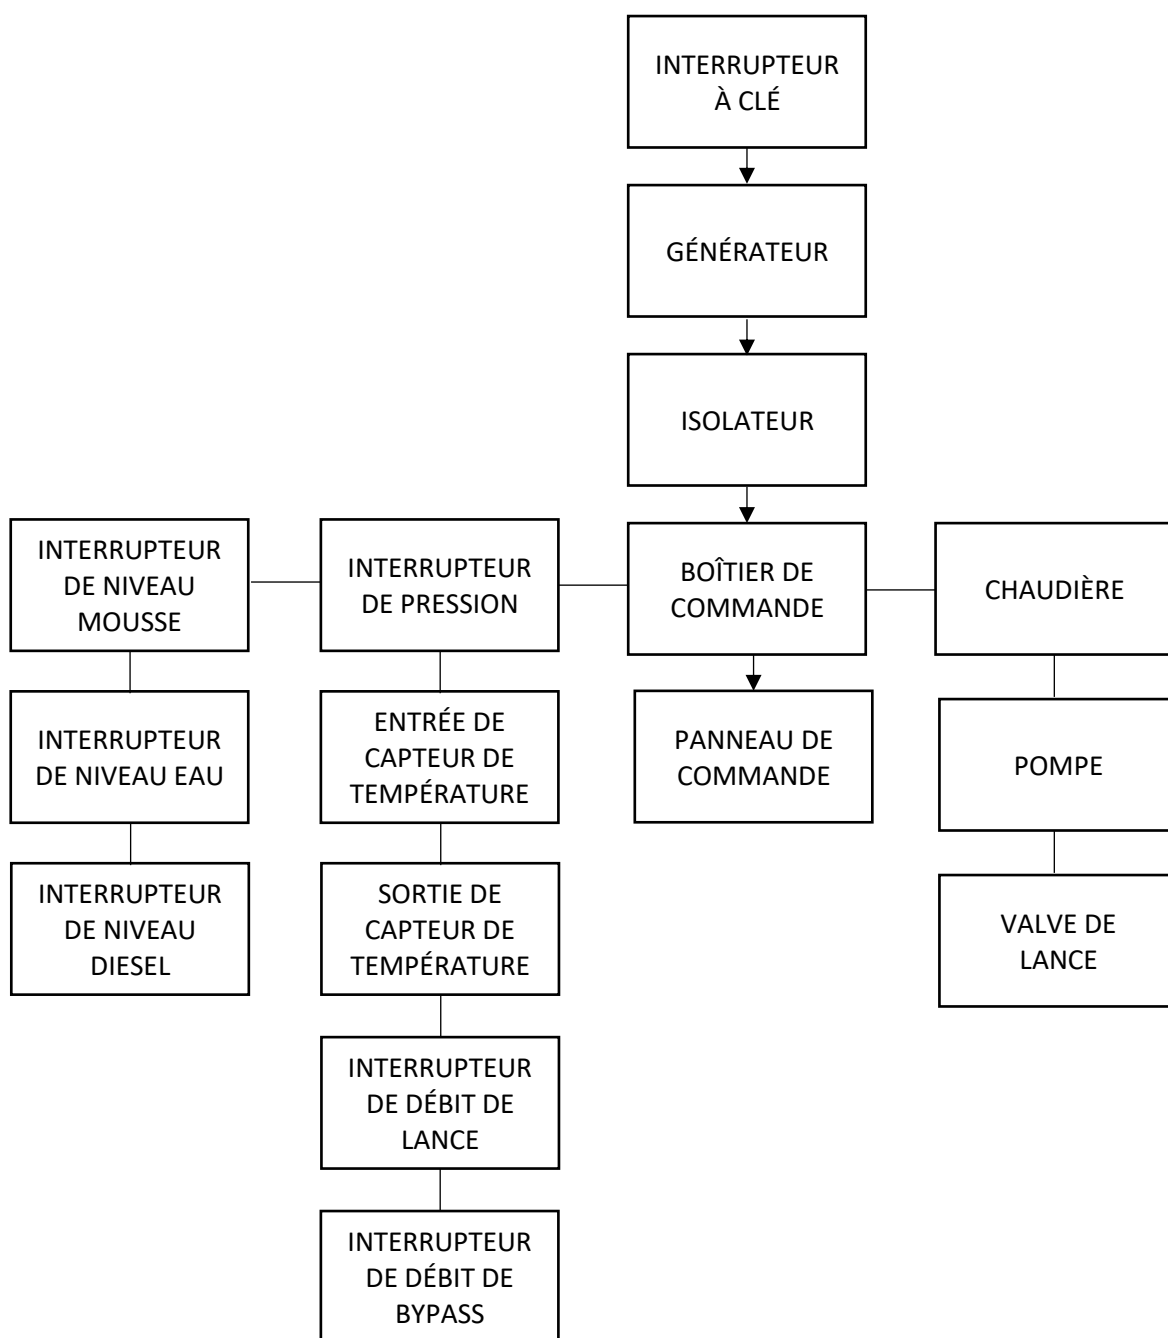 INTERRUPTEUR
À CLÉ
GÉNÉRATEUR
ISOLATEUR
INTERRUPTEUR
DE NIVEAU
MOUSSE
INTERRUPTEUR
DE PRESSION
BOÎTIER DE
COMMANDE
CHAUDIÈRE
INTERRUPTEUR
DE NIVEAU EAU
ENTRÉE DE
CAPTEUR DE
TEMPÉRATURE
PANNEAU DE
COMMANDE
POMPE
INTERRUPTEUR
DE NIVEAU
DIESEL
SORTIE DE
CAPTEUR DE
TEMPÉRATURE
VALVE DE
LANCE
INTERRUPTEUR
DE DÉBIT DE
LANCE
INTERRUPTEUR
DE DÉBIT DE
BYPASS